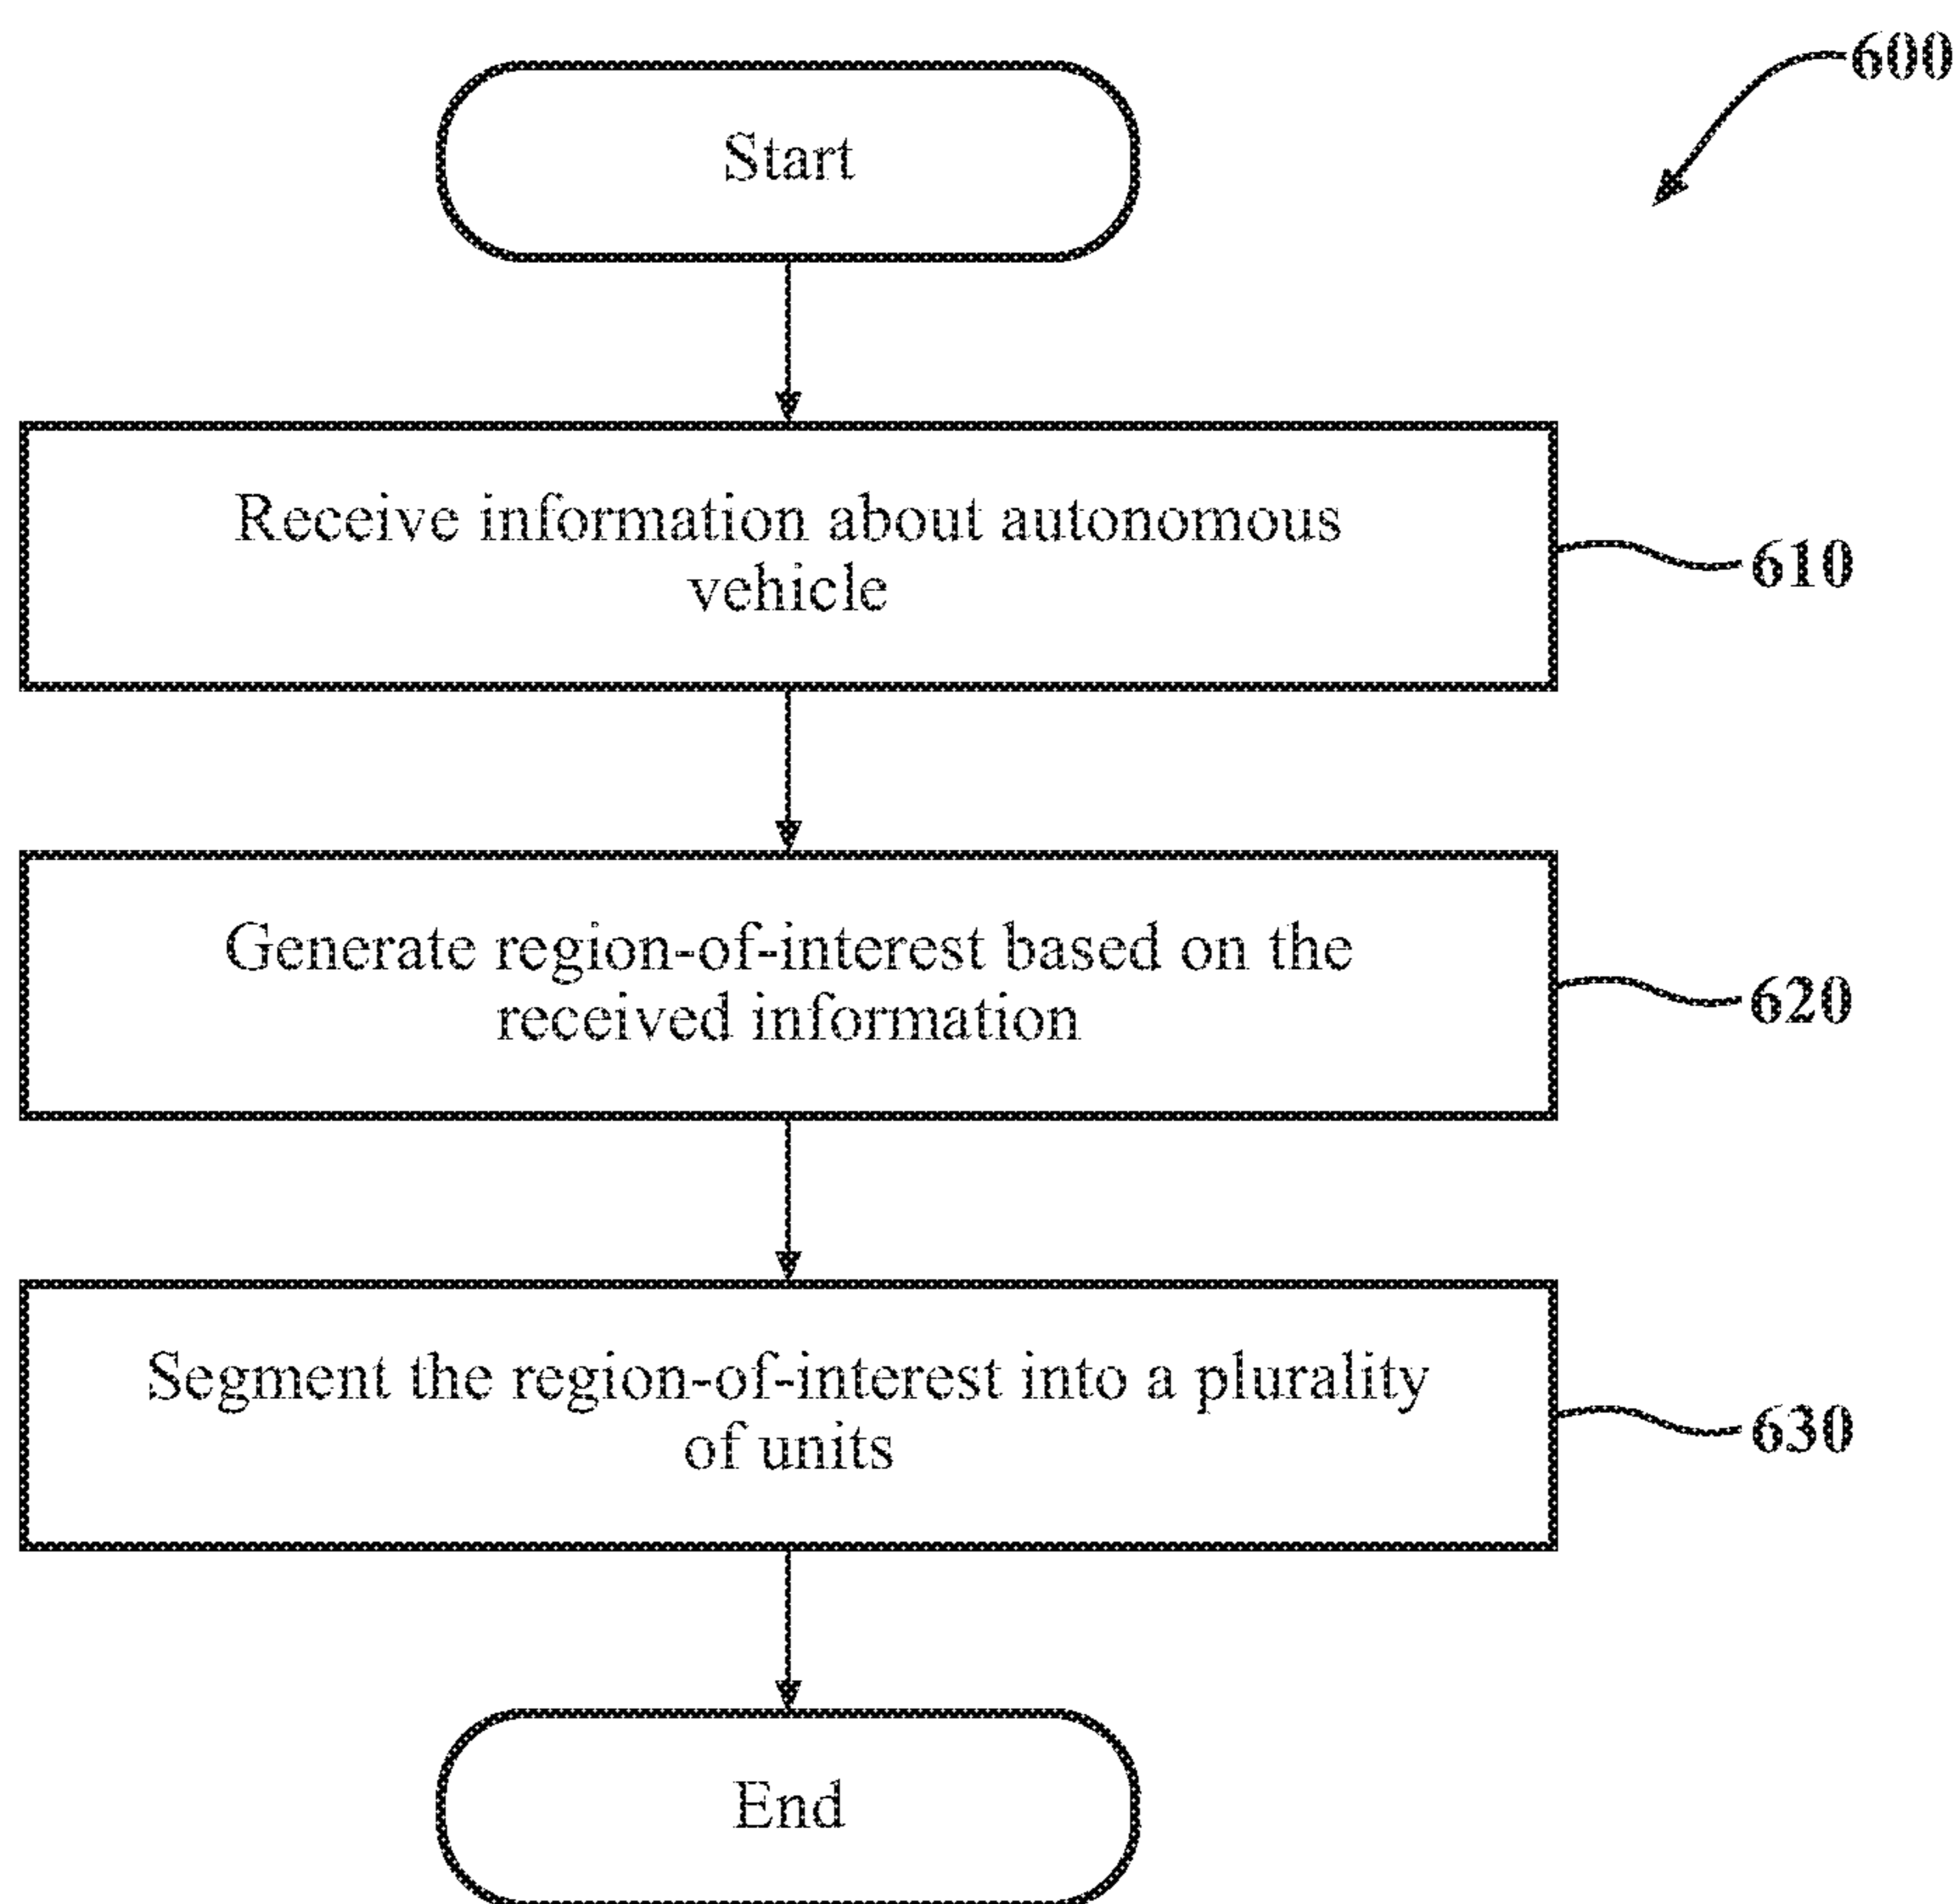 600
Start
Receive information about autonomous
vehicle
610
Generate region-of-interest based on the
received information
620
Segment the region-of-interest into a plurality
of units
630
End